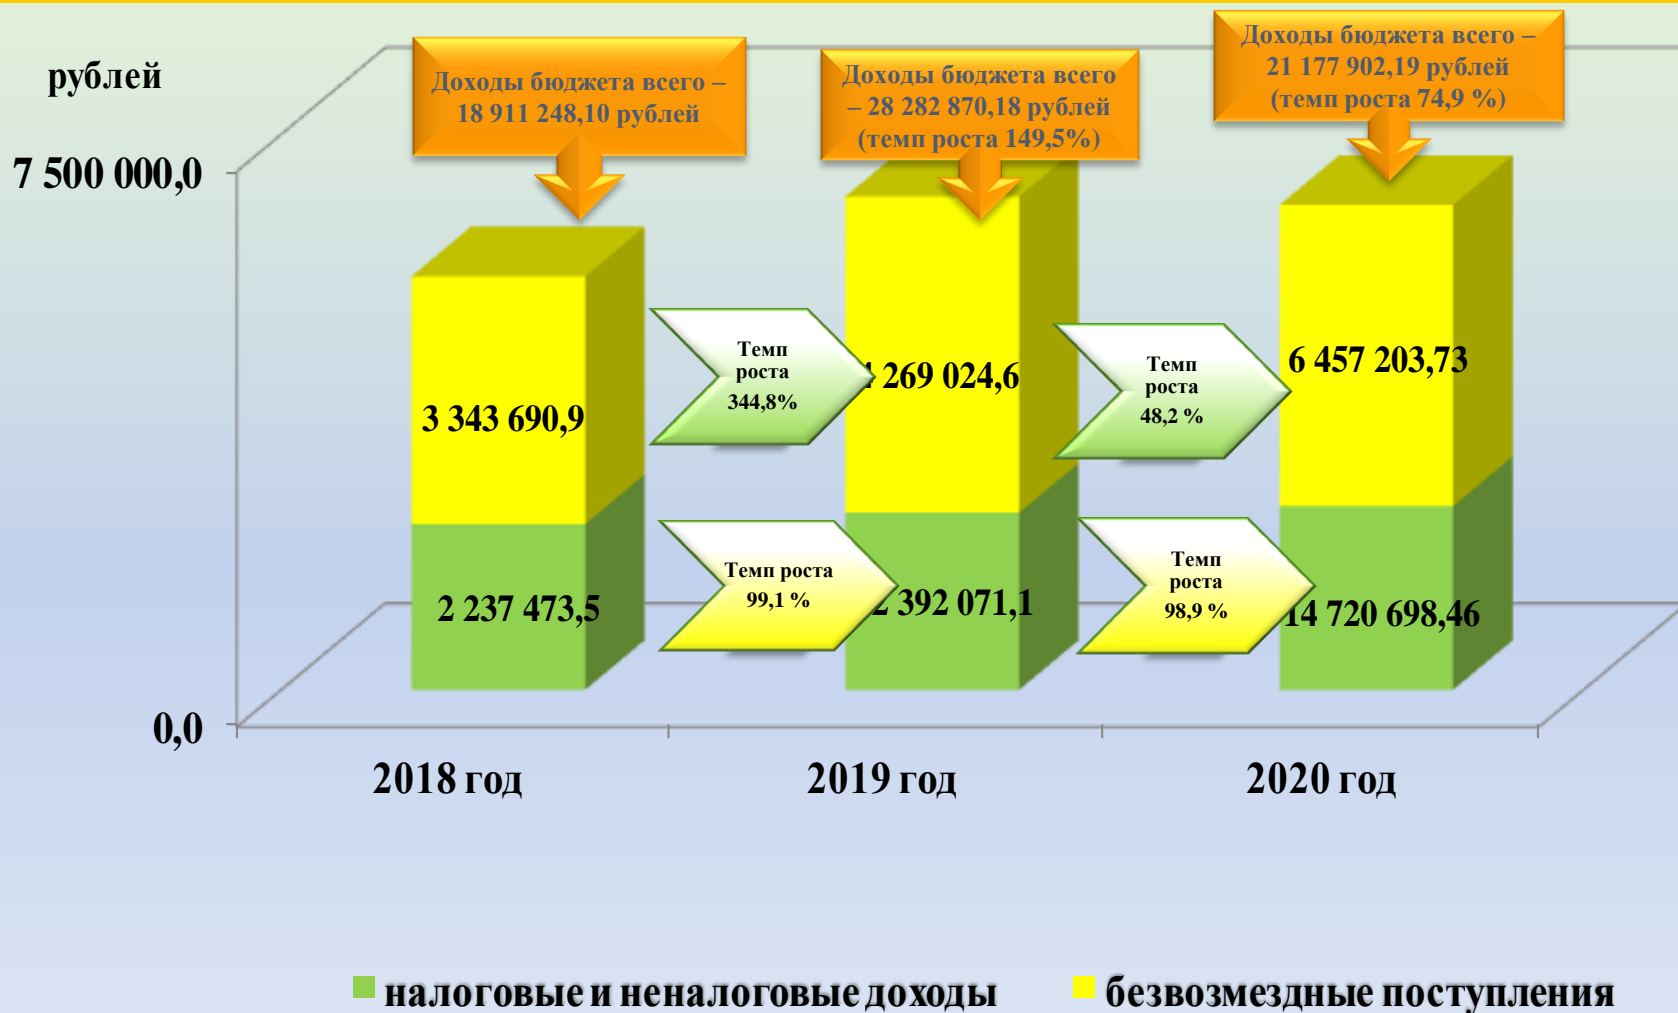 рублей
Доходы бюджета всего –
18 911 248,10 рублей
Доходы бюджета всего
– 28 282 870,18 рублей
(темп роста 149,5%)
Доходы бюджета всего –
21 177 902,19 рублей
(темп роста 74,9 %)
7 500 000,0
3 343 690,9
Темп
роста
344,8%
269 024,6
Темп
роста
48,2 %
6 457 203,73
2 237 473,5
Темп роста
99,1 %
2 392 071,1
Темп
роста
98,9 %
14 720 698,46
0,0
2018 год
2019 год
2020 год
налоговые и неналоговые доходы
безвозмездные поступления